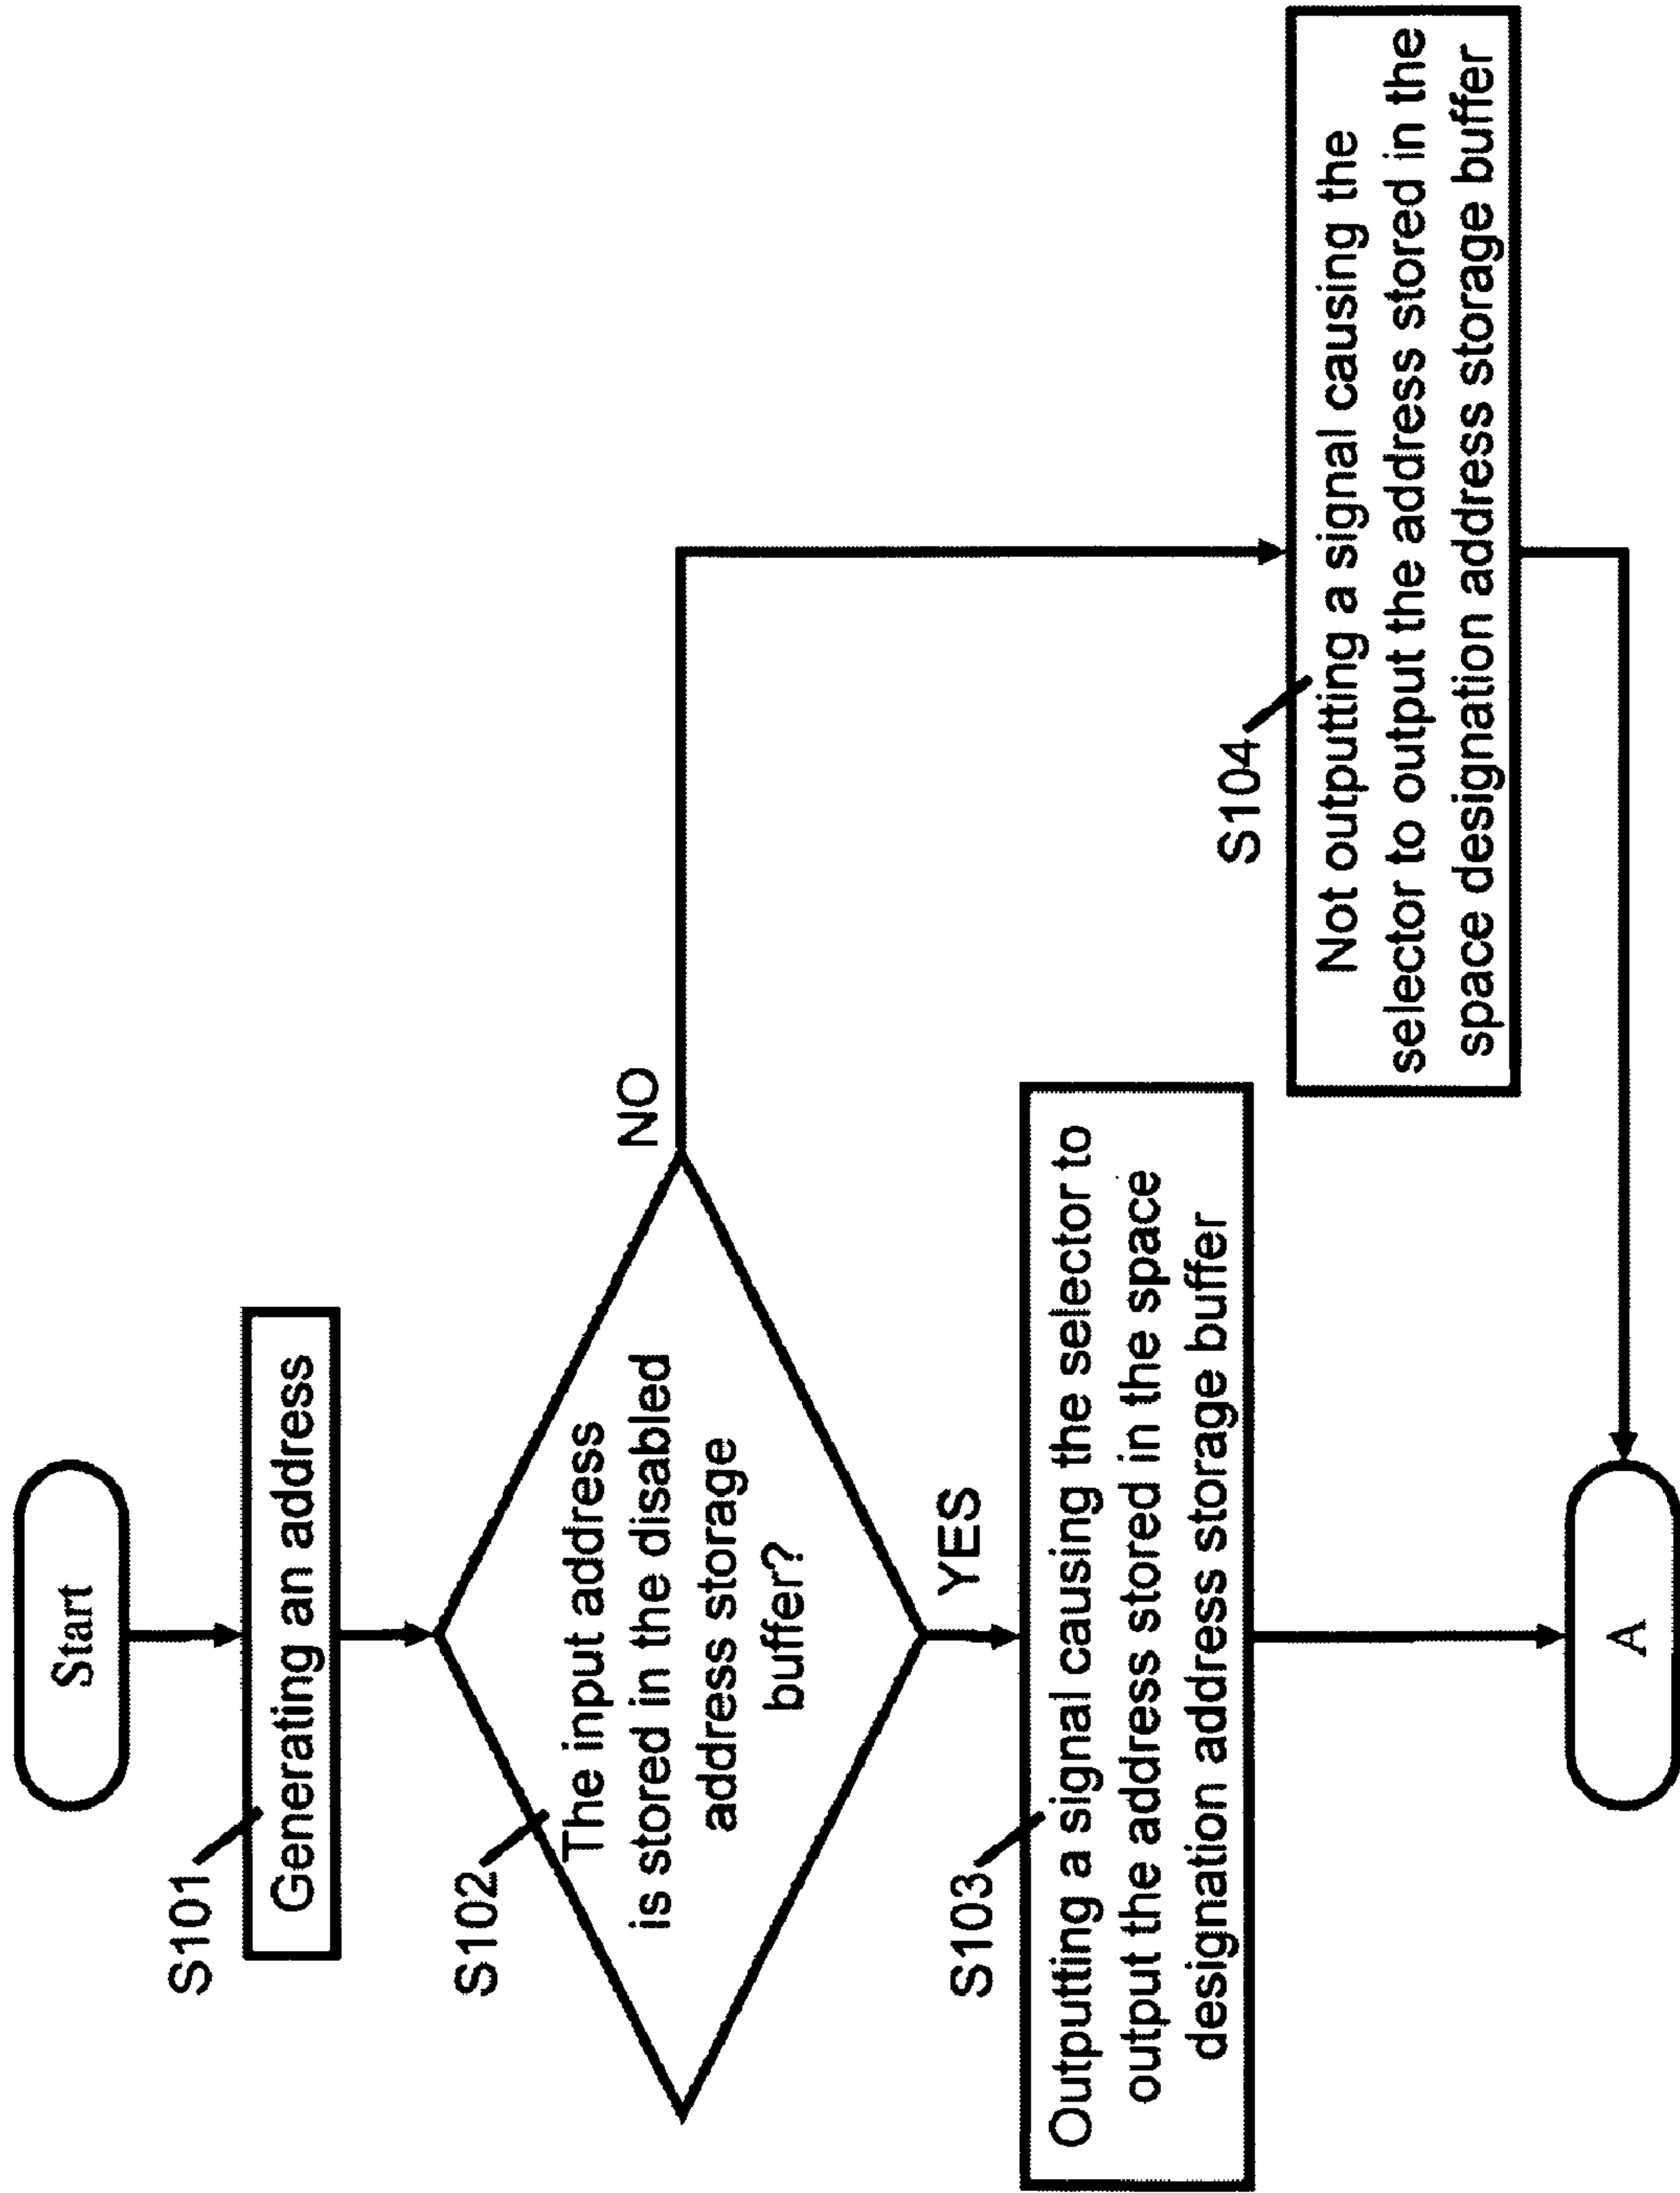 Start
S101
Generating an address
S102
The input address
is stored in the disabled
address storage
buffer?
NO
YES
S103
Outputting a signal causing the selector to
output the address stored in the space
designation address storage buffer
S104
Not outputting a signal causing the
selector to output the address stored in the
space designation address storage buffer
A